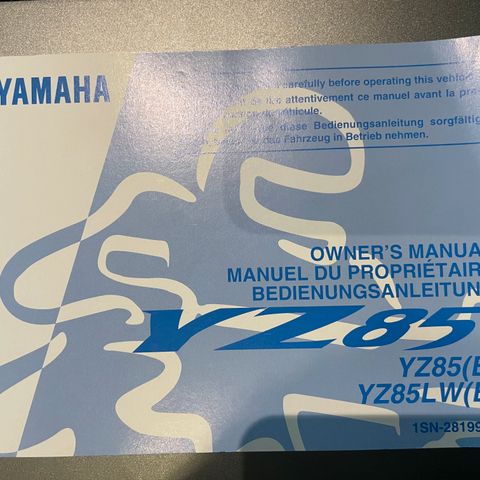 YAMAHA
carefully before operating this vehicle
attentivement ce manuel avant la pre-
véhicule.
diese Bedienungsanleitung sorgfältig
Fahrzeug in Betrieb nehmen.
OWNER'S MANUA
MANUEL DU PROPRIÉTAIR
BEDIENUNGSANLEITUN
YZ85
YZ85(E
YZ85LW(E
1SN-28199